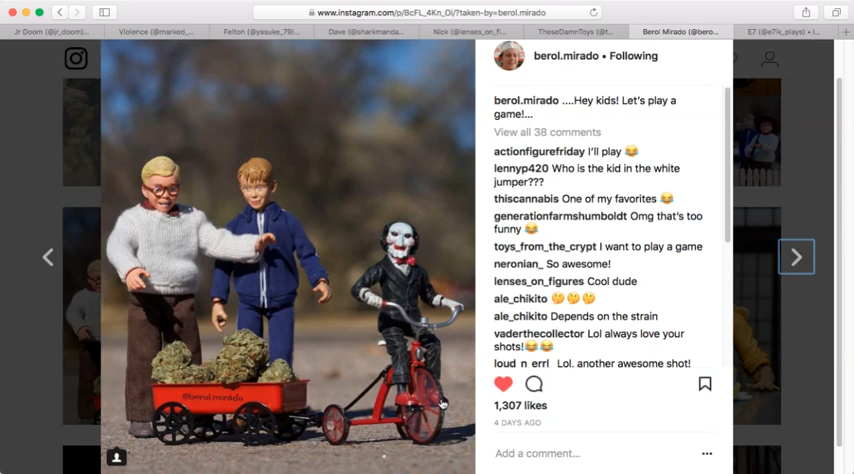 www.instagram.com/p/BcFL_4Kn_Oi/?taken-by=berol.mirado
Jr Doom (@jr_doom)...
Violence (@marked_...
Felton (@yasuke_79)...
Dave (@sharkmanda...
Nick (@lenses_on_fi...
TheseDamnToys (@t...
Berol Mirado (@bero...
E7 (@e7ik_plays) • I...
berol.mirado • Following
berol.mirado ....Hey kids! Let's play a
game!...
View all 38 comments
actionfigurefriday I'll play 😂
lennyp420 Who is the kid in the white
jumper???
thiscannabis One of my favorites 😂
generationfarmshumboldt Omg that's too
funny 😂
toys_from_the_crypt I want to play a game
neronian_ So awesome!
lenses_on_figures Cool dude
ale_chikito 🤔🤔🤔
ale_chikito Depends on the strain
vaderthecollector Lol always love your
shots!😂😂
loud_n_errl Lol, another awesome shot!
@berol.mirado
1,307 likes
4 DAYS AGO
Add a comment...